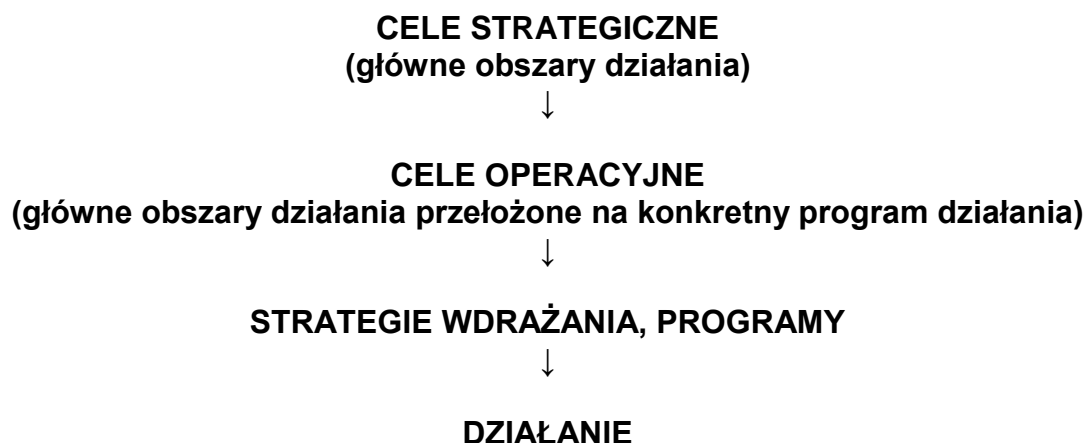 CELE STRATEGICZNE
(główne obszary działania)
↓
CELE OPERACYJNE
(główne obszary działania przełożone na konkretny program działania)
↓
STRATEGIE WDRAŻANIA, PROGRAMY
↓
DZIAŁANIE